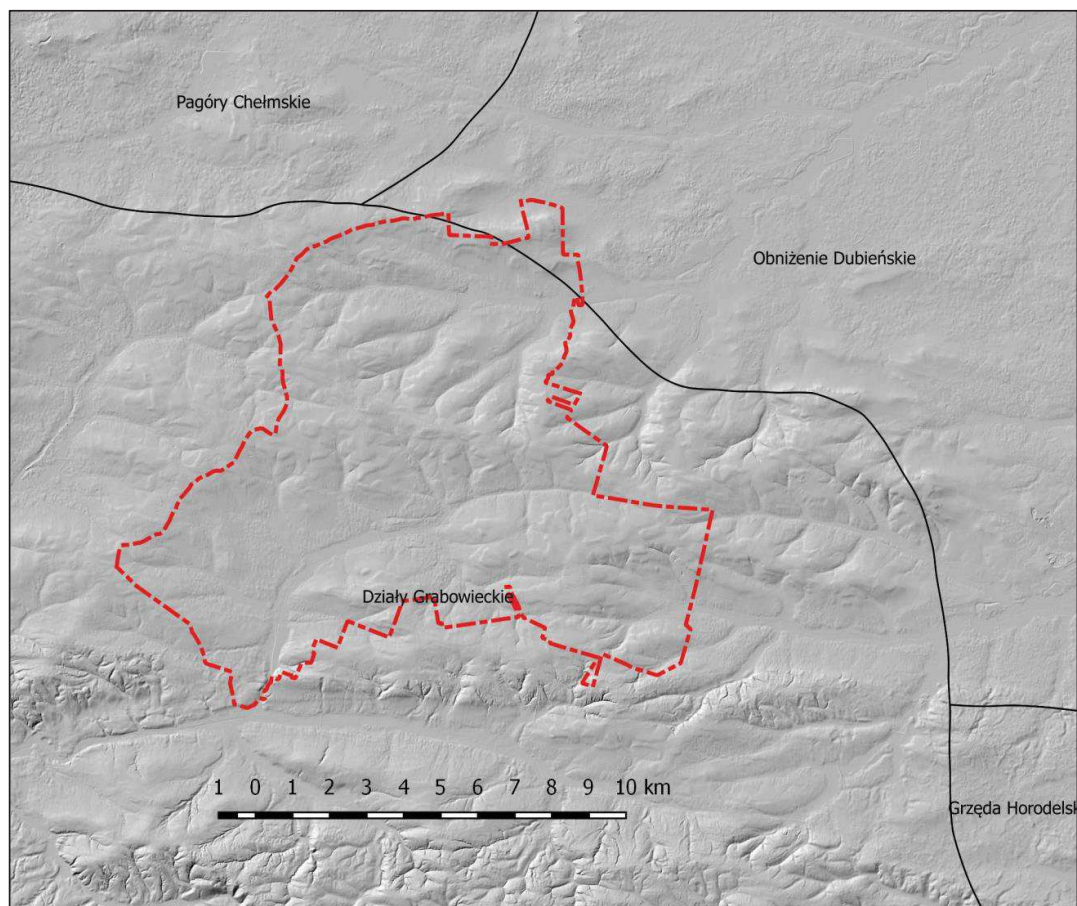 Pagóry Chełmskie
Obniżenie Dubieńskie
Działy Grabowieckie
1 0 1 2 3 4 5 6 7 8 9 10 km
Grzęda Horodelsk